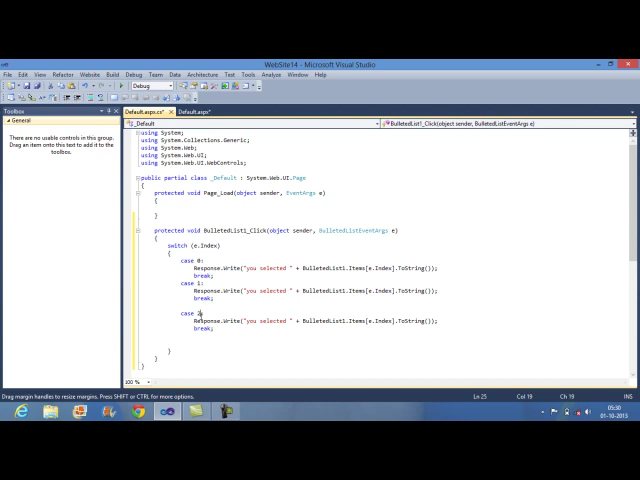 WebSite14 - Microsoft Visual Studio
File Edit View Refactor Website Build Debug Team Data Architecture Test Tools Analyze Window Help
Debug
Toolbox
General
There are no usable controls in this group. Drag an item onto this text to add it to the toolbox.
Default.aspx.cs* Default.aspx*
_Default
BulletedList1_Click(object sender, BulletedListEventArgs e)
using System;
using System.Collections.Generic;
using System.Web;
using System.Web.UI;
using System.Web.UI.WebControls;
public partial class _Default : System.Web.UI.Page
{
protected void Page_Load(object sender, EventArgs e)
{
}
protected void BulletedList1_Click(object sender, BulletedListEventArgs e)
{
switch (e.Index)
{
case 0:
Response.Write("you selected " + BulletedList1.Items[e.Index].ToString());
break;
case 1:
Response.Write("you selected " + BulletedList1.Items[e.Index].ToString());
break;
case 2
Response.Write("you selected " + BulletedList1.Items[e.Index].ToString());
break;
}
}
}
100 %
Drag margin handles to resize margins. Press SHIFT or CTRL for more options.
Ln 25 Col 19 Ch 19 INS
05:30
01-10-2013